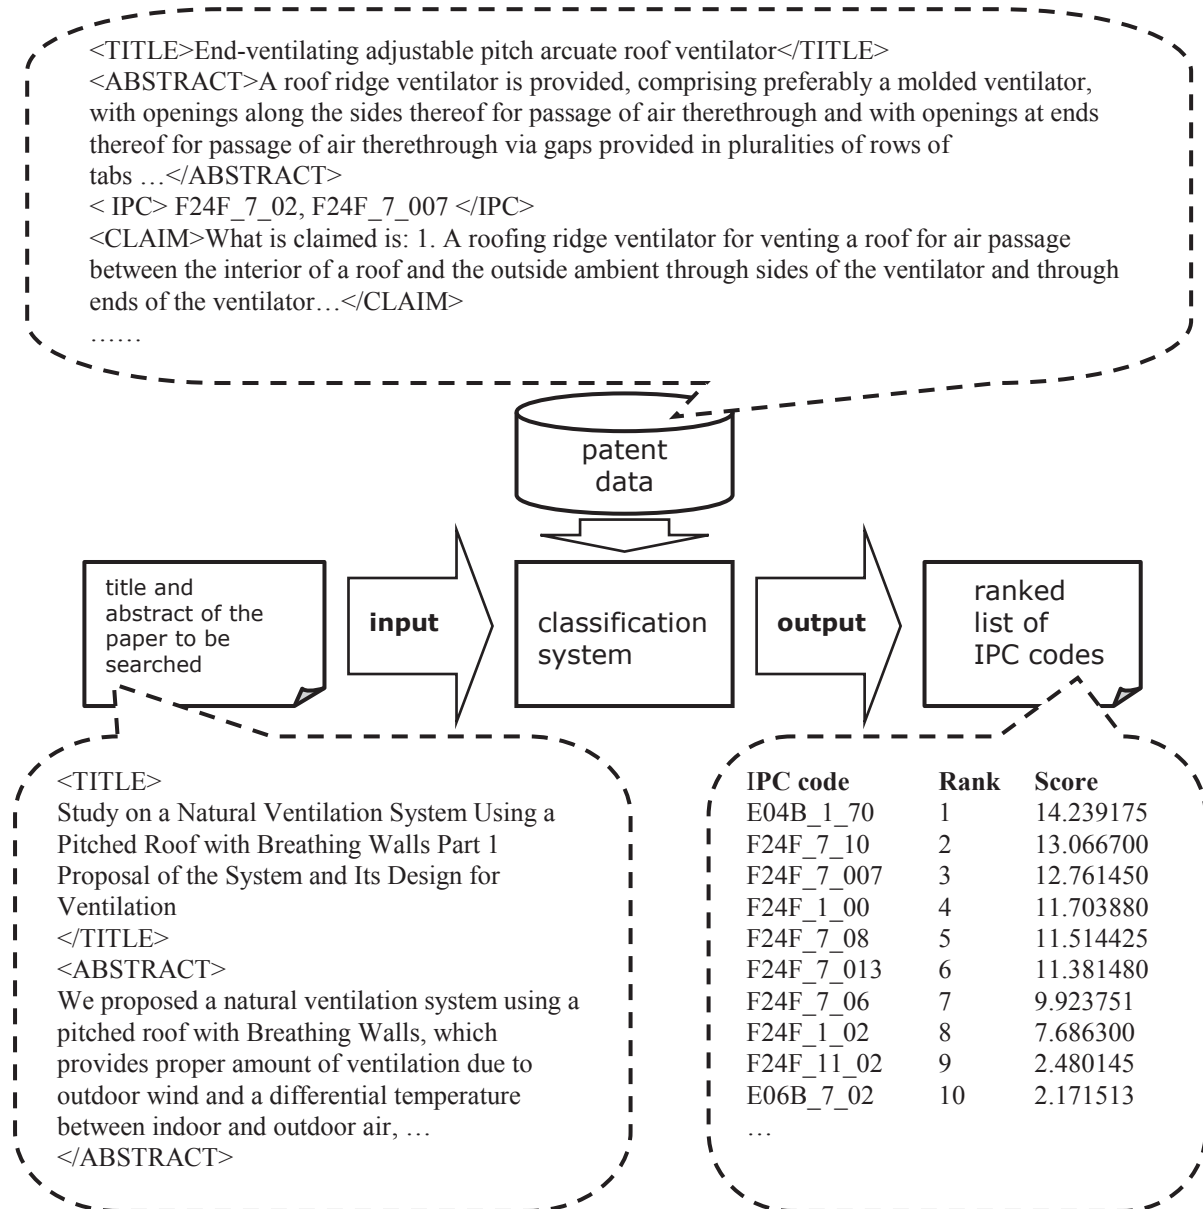 <TITLE>End-ventilating adjustable pitch arcuate roof ventilator</TITLE>
<ABSTRACT>A roof ridge ventilator is provided, comprising preferably a molded ventilator,
with openings along the sides thereof for passage of air therethrough and with openings at ends
thereof for passage of air therethrough via gaps provided in pluralities of rows of
tabs …</ABSTRACT>
< IPC> F24F_7_02, F24F_7_007 </IPC>
<CLAIM>What is claimed is: 1. A roofing ridge ventilator for venting a roof for air passage
between the interior of a roof and the outside ambient through sides of the ventilator and through
ends of the ventilator…</CLAIM>
……
patent
data
title and
abstract of the
paper to be
searched
input
classification
system
output
ranked
list of
IPC codes
<TITLE>
Study on a Natural Ventilation System Using a
Pitched Roof with Breathing Walls Part 1
Proposal of the System and Its Design for
Ventilation
</TITLE>
<ABSTRACT>
We proposed a natural ventilation system using a
pitched roof with Breathing Walls, which
provides proper amount of ventilation due to
outdoor wind and a differential temperature
between indoor and outdoor air, …
</ABSTRACT>
IPC code Rank Score
E04B_1_70 1 14.239175
F24F_7_10 2 13.066700
F24F_7_007 3 12.761450
F24F_1_00 4 11.703880
F24F_7_08 5 11.514425
F24F_7_013 6 11.381480
F24F_7_06 7 9.923751
F24F_1_02 8 7.686300
F24F_11_02 9 2.480145
E06B_7_02 10 2.171513
…